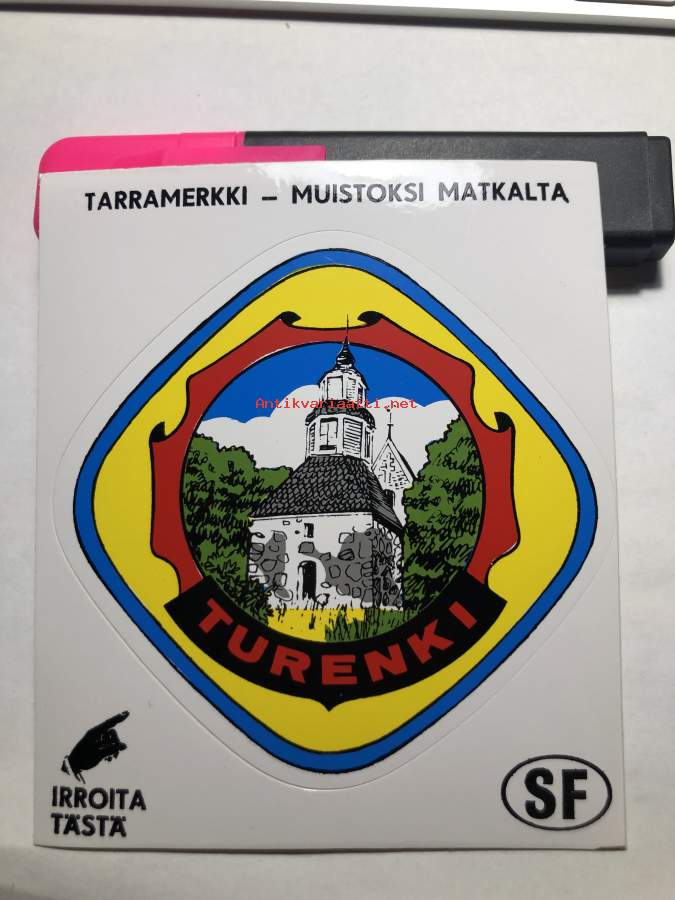 TARRAMERKKI – MUISTOKSI MATKALTA
Antikvariaatti.net
TURENKI
IRROITA
TÄSTÄ
SF